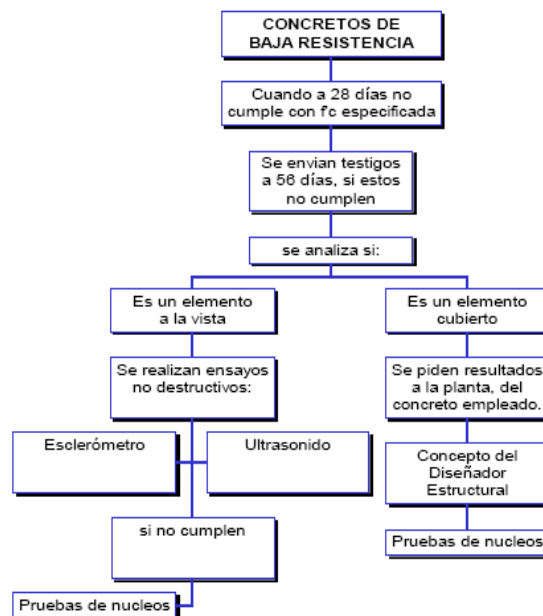 CONCRETOS DE
BAJA RESISTENCIA
Cuando a 28 días no
cumple con f'c especificada
Se envian testigos
a 56 días, si estos
no cumplen
se analiza si:
Es un elemento
a la vista
Es un elemento
cubierto
Se realizan ensayos
no destructivos:
Se piden resultados
a la planta, del
concreto empleado.
Esclerómetro
Ultrasonido
Concepto del
Diseñador
Estructural
si no cumplen
Pruebas de nucleos
Pruebas de nucleos